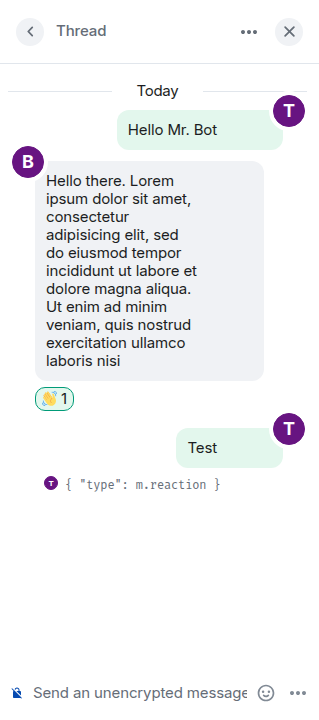 Thread
Today
Hello Mr. Bot
T
B
Hello there. Lorem
ipsum dolor sit amet,
consectetur
adipisicing elit, sed
do eiusmod tempor
incididunt ut labore et
dolore magna aliqua.
Ut enim ad minim
veniam, quis nostrud
exercitation ullamco
laboris nisi
👋 1
Test
T
T { "type": m.reaction }
Send an unencrypted message